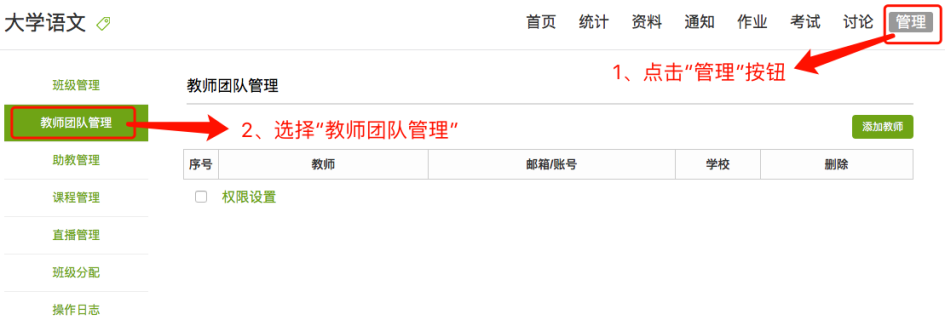 大学语文
首页 统计 资料 通知 作业 考试 讨论 管理
1、点击“管理”按钮
班级管理
教师团队管理
助教管理
课程管理
直播管理
班级分配
操作日志
教师团队管理
2、选择“教师团队管理”
添加教师
序号 教师 邮箱/账号 学校 删除
权限设置